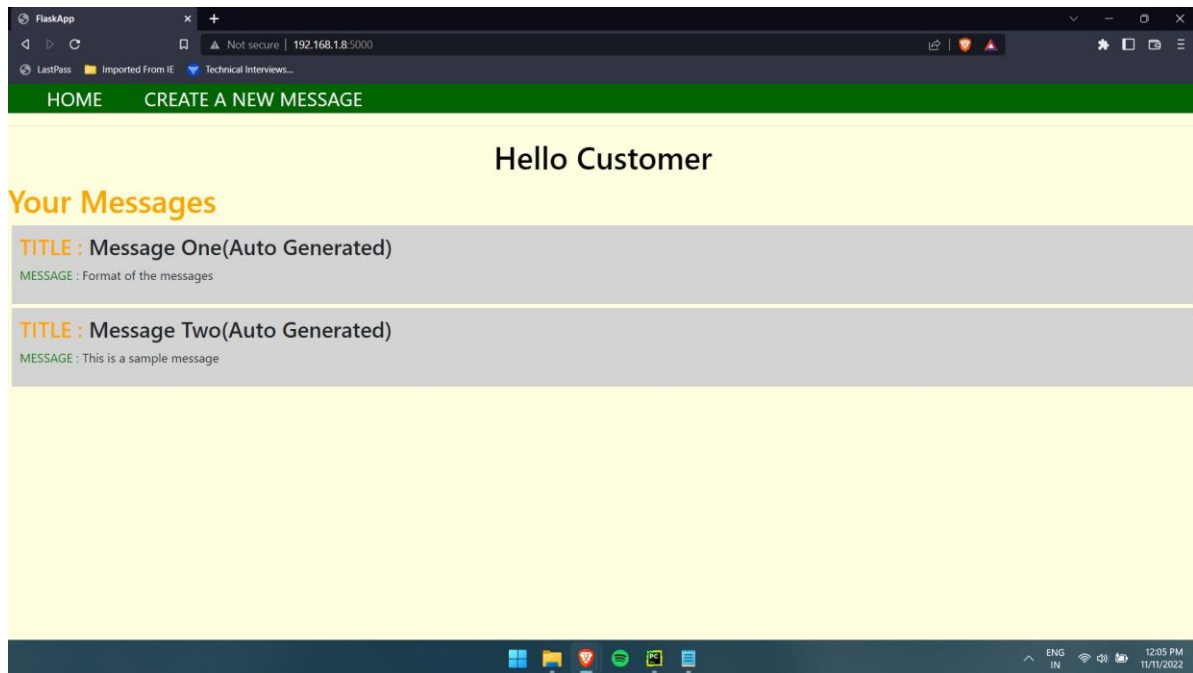 FlaskApp
Not secure | 192.168.1.8:5000
LastPass Imported From IE Technical Interviews...
HOME CREATE A NEW MESSAGE
Hello Customer
Your Messages
TITLE : Message One(Auto Generated)
MESSAGE : Format of the messages
TITLE : Message Two(Auto Generated)
MESSAGE : This is a sample message
PC
ENG 12:05 PM
IN 11/11/2022